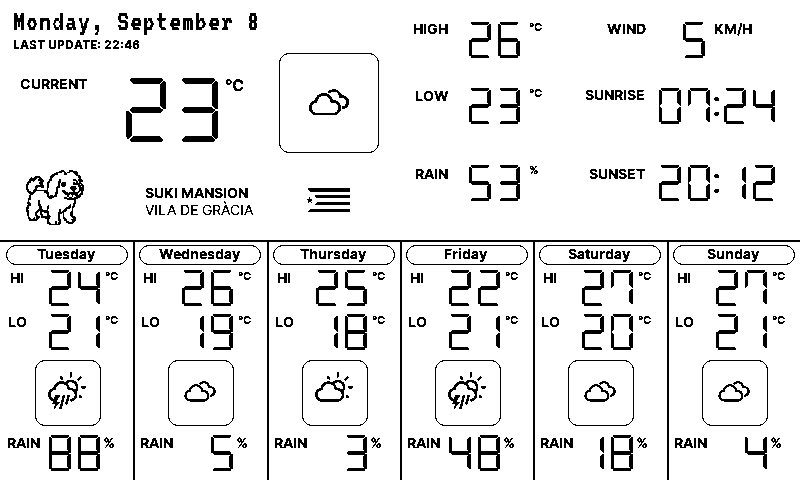 Monday, September 8
LAST UPDATE: 22:46
CURRENT 23 °C
HIGH 26 °C
WIND 5 KM/H
LOW 23 °C
SUNRISE 07:24
RAIN 53 %
SUNSET 20:12
SUKI MANSION
VILA DE GRÀCIA
Tuesday
HI 24 °C
LO 21 °C
RAIN 88 %
Wednesday
HI 26 °C
LO 19 °C
RAIN 5 %
Thursday
HI 25 °C
LO 18 °C
RAIN 3 %
Friday
HI 22 °C
LO 21 °C
RAIN 48 %
Saturday
HI 27 °C
LO 20 °C
RAIN 18 %
Sunday
HI 27 °C
LO 21 °C
RAIN 4 %